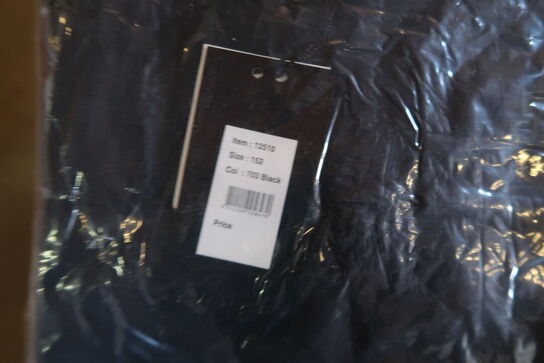 Item : 12510
Size : 152
Col : 703 Black
Price